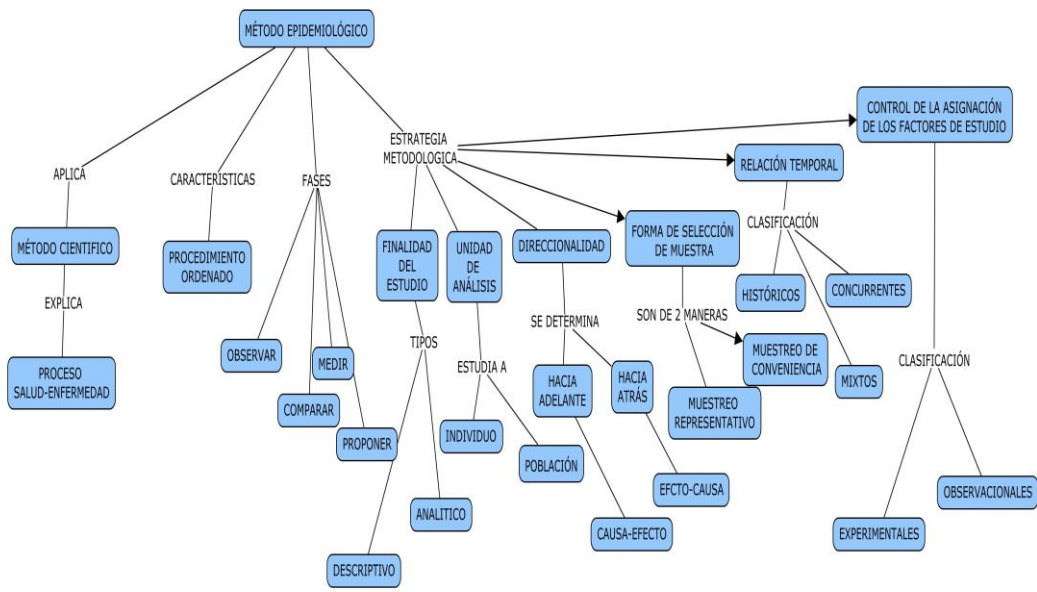 MÉTODO EPIDEMIOLÓGICO
CONTROL DE LA ASIGNACIÓN
DE LOS FACTORES DE ESTUDIO
ESTRATEGIA
METODOLOGICA
RELACIÓN TEMPORAL
APLICA
CARACTERÍSTICAS
FASES
CLASIFICACIÓN
MÉTODO CIENTIFICO
PROCEDIMIENTO
ORDENADO
FINALIDAD
DEL
ESTUDIO
UNIDAD
DE
ANÁLISIS
DIRECCIONALIDAD
FORMA DE SELECCIÓN
DE MUESTRA
HISTÓRICOS
CONCURRENTES
EXPLICA
SE DETERMINA
SON DE 2 MANERAS
OBSERVAR
MEDIR
TIPOS
MUESTREO DE
CONVENIENCIA
CLASIFICACIÓN
PROCESO
SALUD-ENFERMEDAD
ESTUDIA A
HACIA
ADELANTE
HACIA
ATRÁS
MIXTOS
COMPARAR
MUESTREO
REPRESENTATIVO
PROPONER
INDIVIDUO
POBLACIÓN
EFCTO-CAUSA
OBSERVACIONALES
ANALITICO
CAUSA-EFECTO
EXPERIMENTALES
DESCRIPTIVO